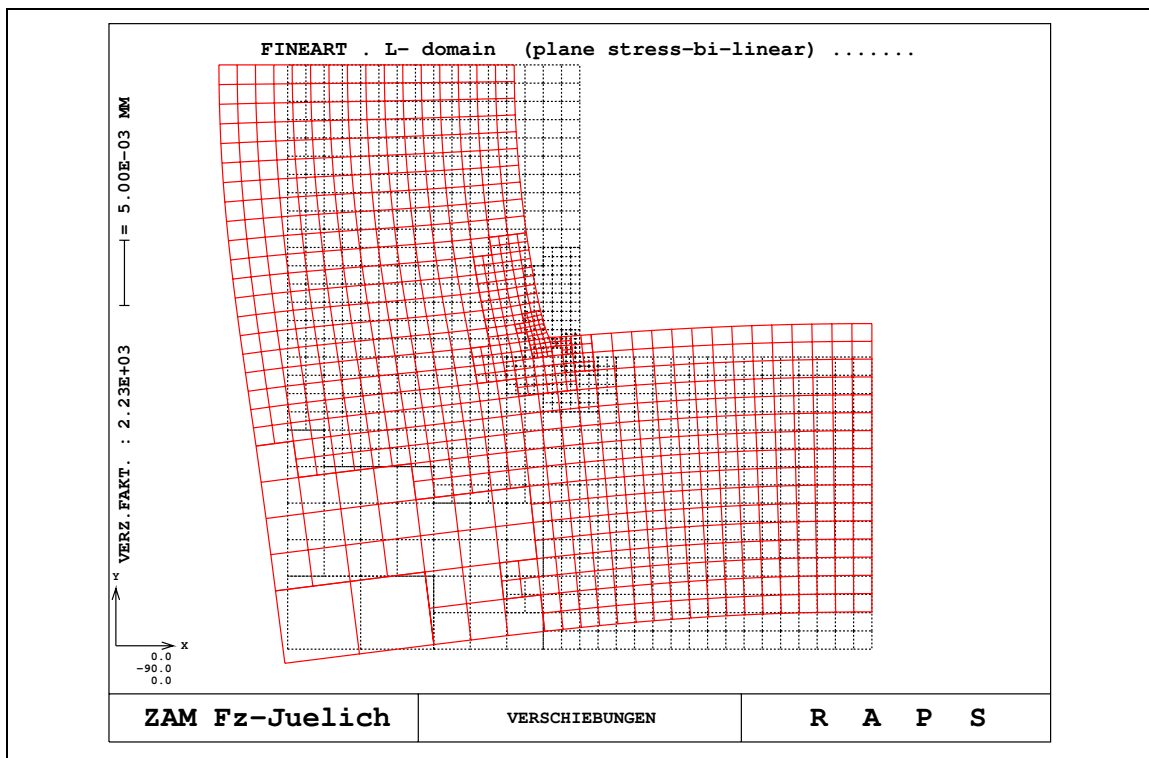 FINEART . L- domain (plane stress-bi-linear) .......
= 5.00E-03 MM
VERZ.FAKT. : 2.23E+03
Y
X
0.0
-90.0
0.0
ZAM Fz-Juelich
VERSCHIEBUNGEN
R A P S